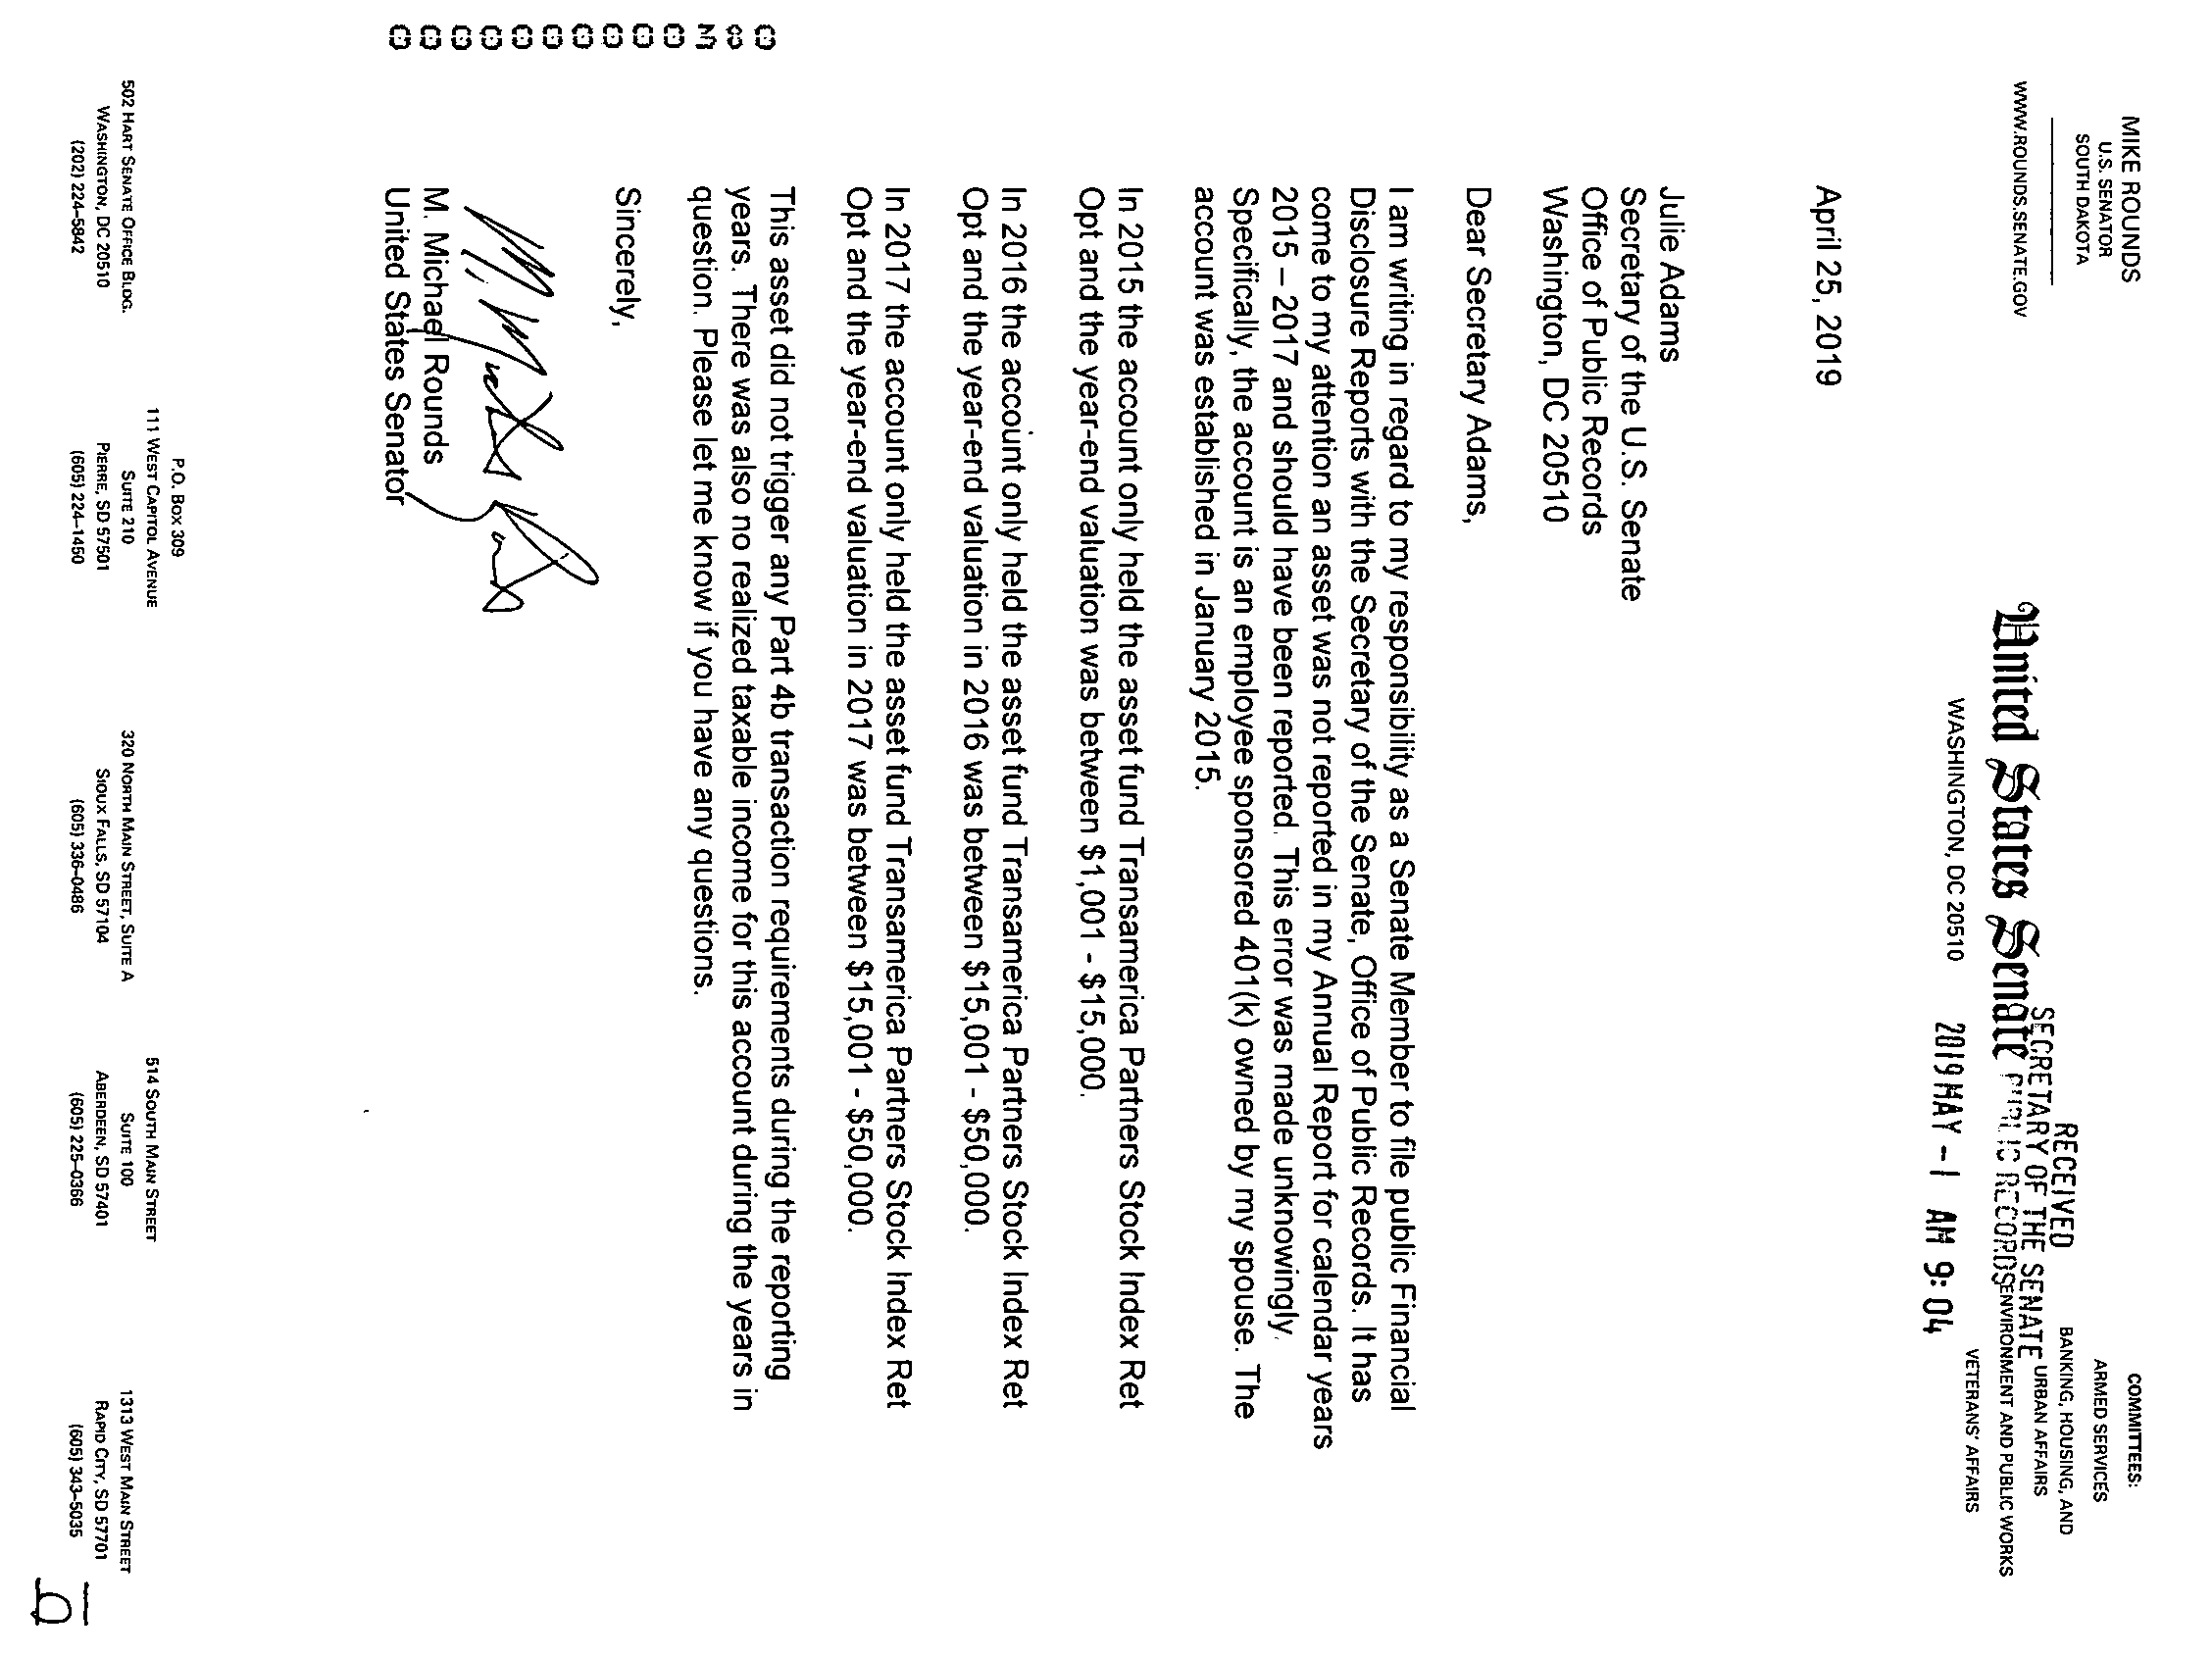 MIKE ROUNDS
U.S. SENATOR
SOUTH DAKOTA
WWW.ROUNDS.SENATE.GOV
United States Senate
WASHINGTON, DC 20510
RECEIVED
SECRETARY OF THE SENATE
PUBLIC RECORDS
2019 MAY -1 AM 9:04
COMMITTEES:
ARMED SERVICES
BANKING, HOUSING, AND
URBAN AFFAIRS
ENVIRONMENT AND PUBLIC WORKS
VETERANS' AFFAIRS
April 25, 2019
Julie Adams
Secretary of the U.S. Senate
Office of Public Records
Washington, DC 20510
Dear Secretary Adams,
I am writing in regard to my responsibility as a Senate Member to file public Financial
Disclosure Reports with the Secretary of the Senate, Office of Public Records. It has
come to my attention an asset was not reported in my Annual Report for calendar years
2015 – 2017 and should have been reported. This error was made unknowingly.
Specifically, the account is an employee sponsored 401(k) owned by my spouse. The
account was established in January 2015.
In 2015 the account only held the asset fund Transamerica Partners Stock Index Ret
Opt and the year-end valuation was between $1,001 - $15,000.
In 2016 the account only held the asset fund Transamerica Partners Stock Index Ret
Opt and the year-end valuation in 2016 was between $15,001 - $50,000.
In 2017 the account only held the asset fund Transamerica Partners Stock Index Ret
Opt and the year-end valuation in 2017 was between $15,001 - $50,000.
This asset did not trigger any Part 4b transaction requirements during the reporting
years. There was also no realized taxable income for this account during the years in
question. Please let me know if you have any questions.
Sincerely,
M. Michael Rounds
United States Senator
502 HART SENATE OFFICE BLDG.
WASHINGTON, DC 20510
(202) 224–5842
P.O. BOX 309
111 WEST CAPITOL AVENUE
SUITE 210
PIERRE, SD 57501
(605) 224–1450
320 NORTH MAIN STREET, SUITE A
SIOUX FALLS, SD 57104
(605) 336–0486
514 SOUTH MAIN STREET
SUITE 100
ABERDEEN, SD 57401
(605) 225–0366
1313 WEST MAIN STREET
RAPID CITY, SD 57701
(605) 343–5035